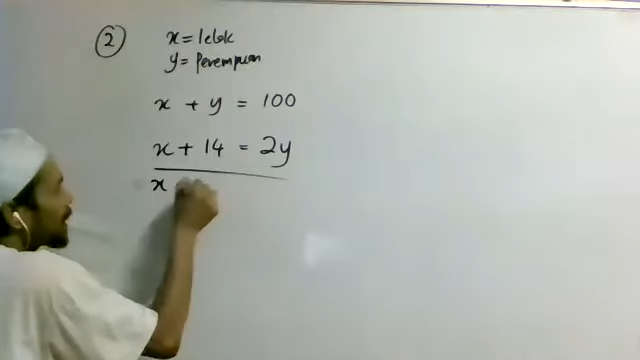 2
x = lelaki
y = Perempuan
x + y = 100
x + 14 = 2y
x